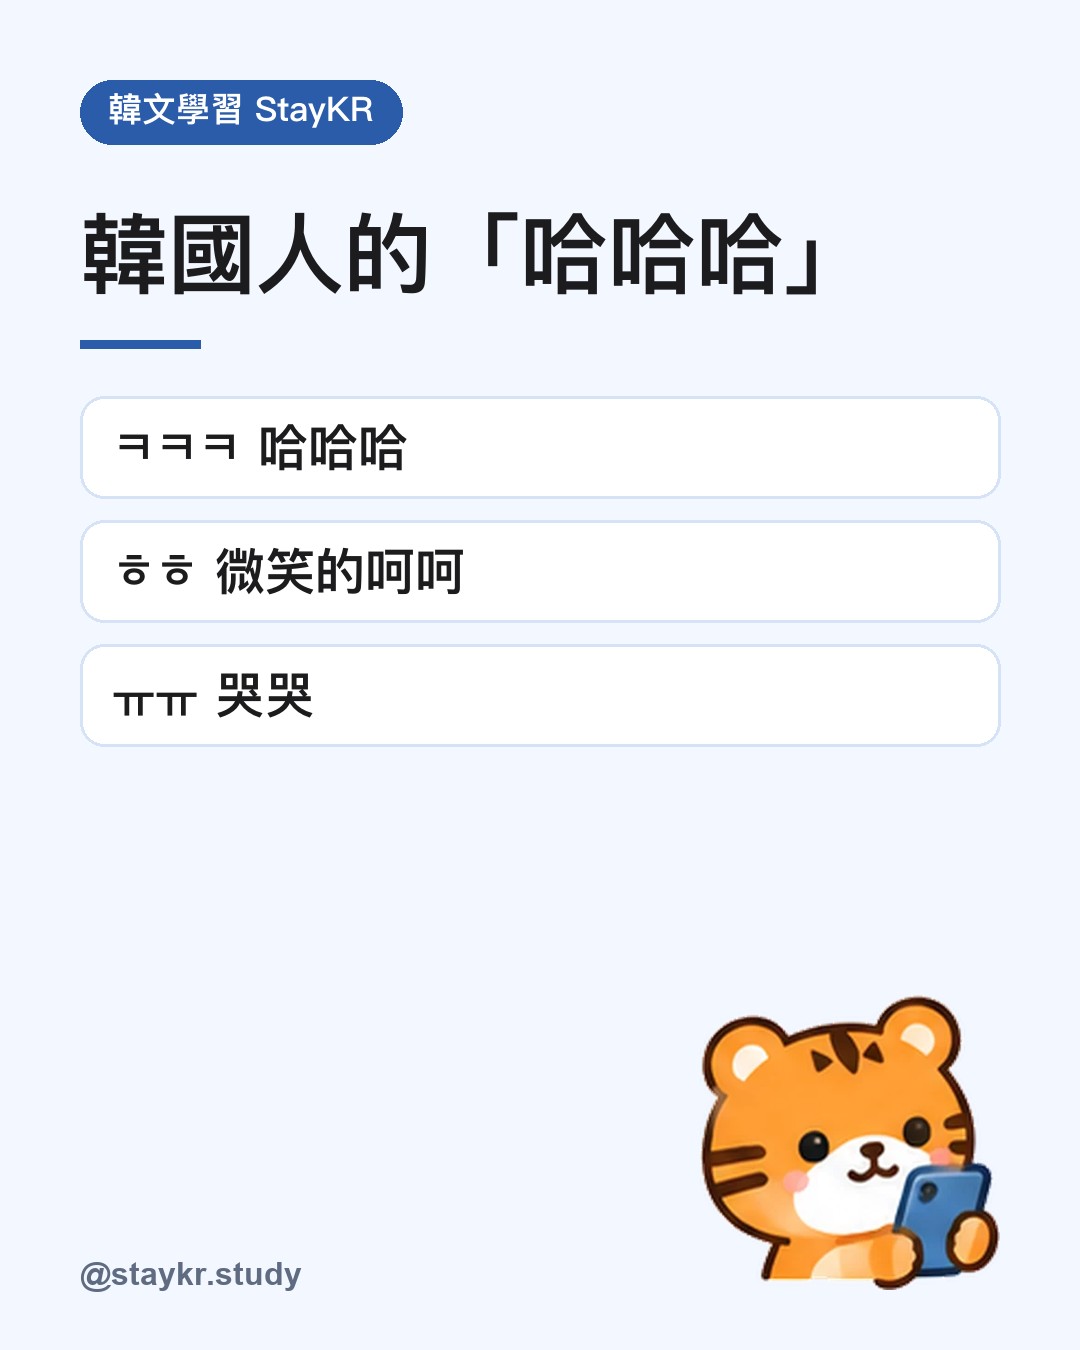 韓文學習 StayKR
韓國人的「哈哈哈」
ㅋㅋㅋ 哈哈哈
ㅎㅎ 微笑的呵呵
ㅠㅠ 哭哭
@staykr.study